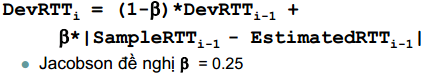 DevRTTᵢ = (1-β)*DevRTTᵢ₋₁ +
β*|SampleRTTᵢ₋₁ - EstimatedRTTᵢ₋₁|
• Jacobson đề nghị β = 0.25